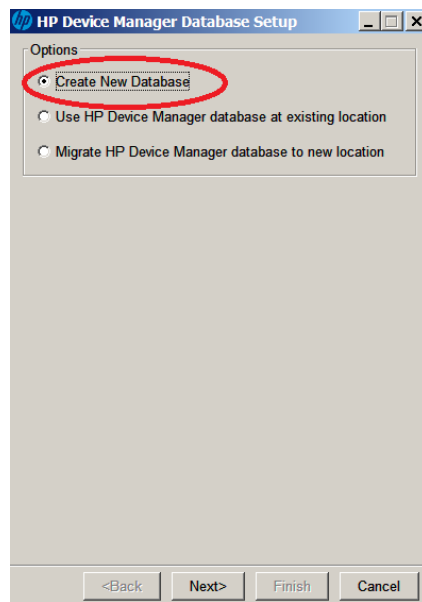 HP Device Manager Database Setup
Options
Create New Database
Use HP Device Manager database at existing location
Migrate HP Device Manager database to new location
<Back Next> Finish Cancel